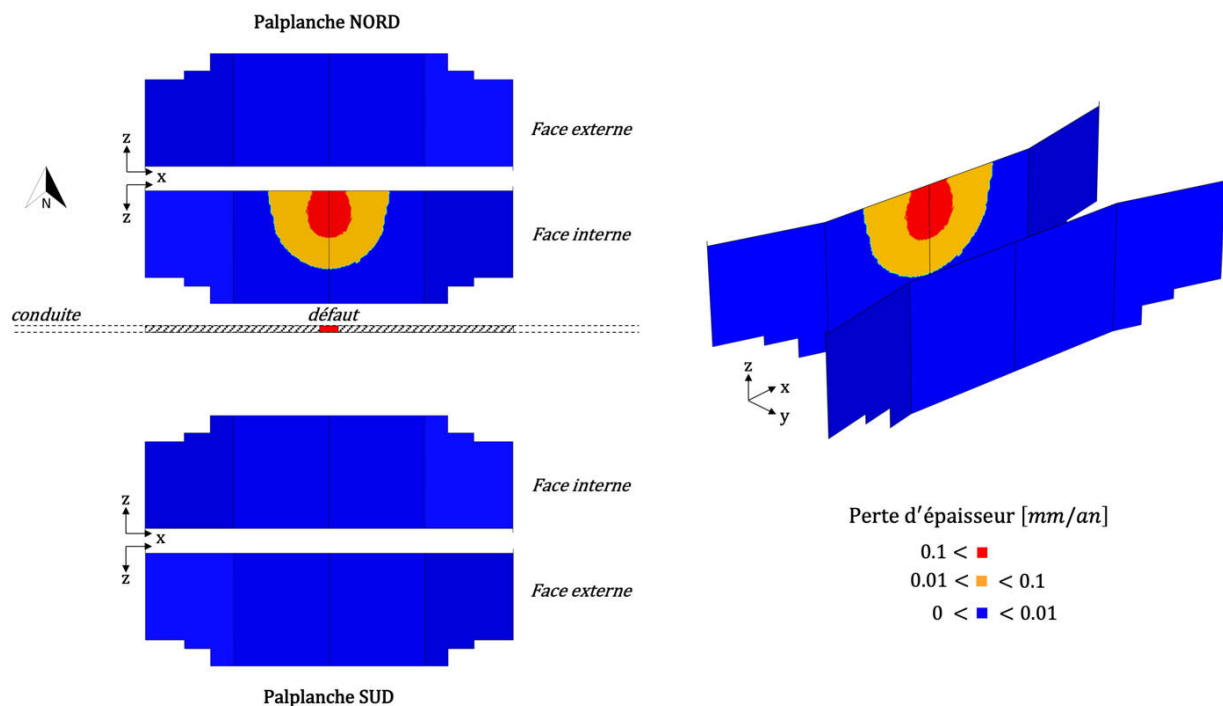 Palplanche NORD
Face externe
z
x
z
N
Face interne
conduite
défaut
Face interne
z
x
z
Face externe
Palplanche SUD
z
x
y
Perte d'épaisseur [mm/an]
0.1 <
0.01 < < 0.1
0 < < 0.01